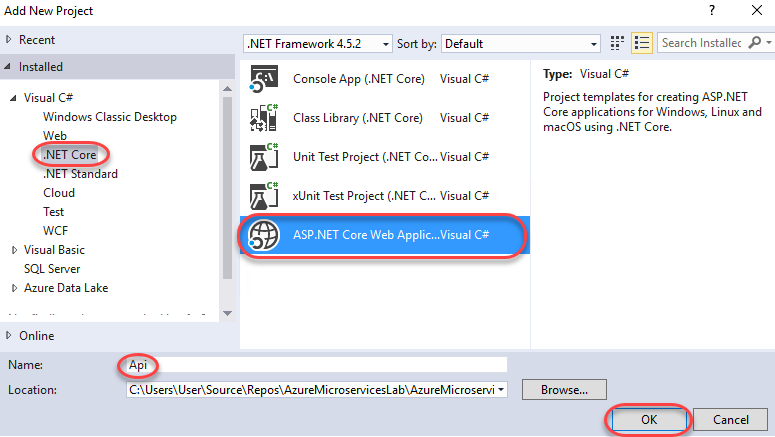 Add New Project
Recent
.NET Framework 4.5.2 Sort by: Default Search Installed
Installed
Visual C#
Windows Classic Desktop
Web
.NET Core
.NET Standard
Cloud
Test
WCF
Visual Basic
SQL Server
Azure Data Lake
Online
Console App (.NET Core) Visual C#
Class Library (.NET Core) Visual C#
Unit Test Project (.NET Co... Visual C#
xUnit Test Project (.NET C... Visual C#
ASP.NET Core Web Applic... Visual C#
Type: Visual C#
Project templates for creating ASP.NET
Core applications for Windows, Linux and
macOS using .NET Core.
Name: Api
Location: C:\Users\User\Source\Repos\AzureMicroservicesLab\AzureMicroservi Browse...
OK Cancel